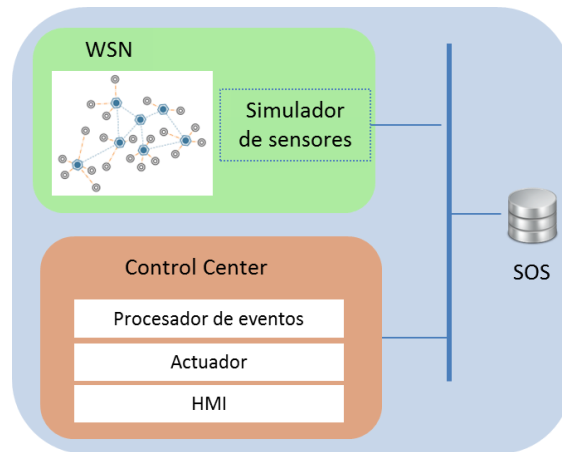 WSN
Simulador
de sensores
SOS
Control Center
Procesador de eventos
Actuador
HMI